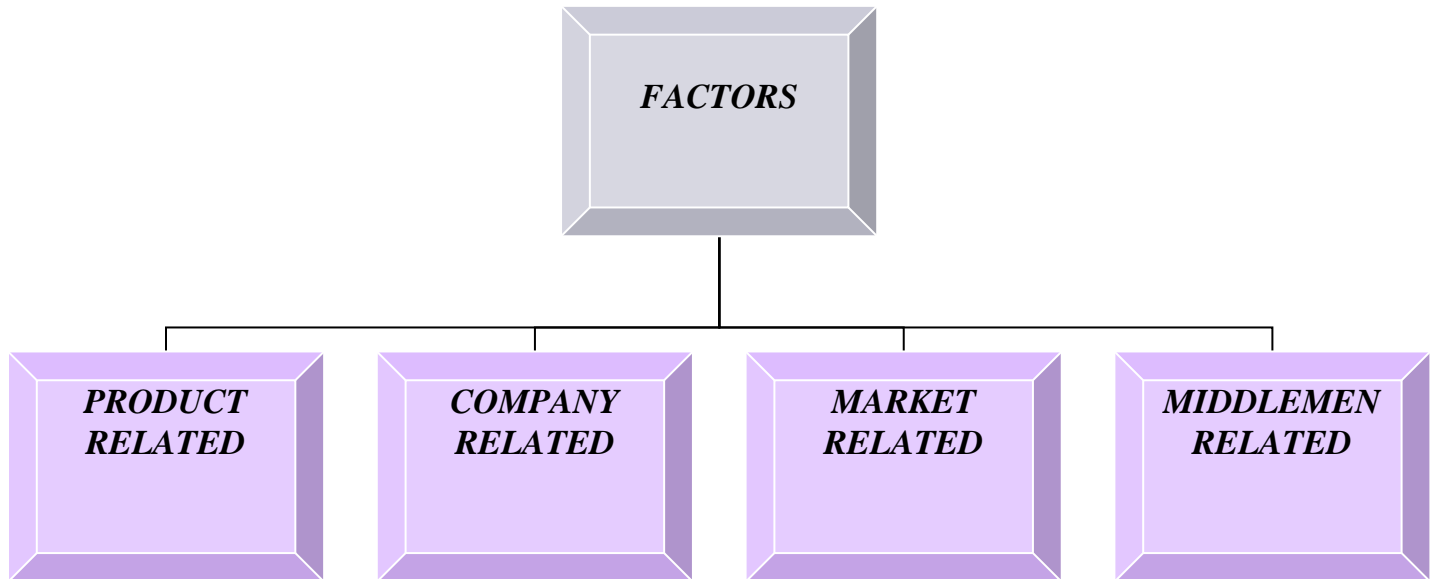 FACTORS
PRODUCT
RELATED
COMPANY
RELATED
MARKET
RELATED
MIDDLEMEN
RELATED